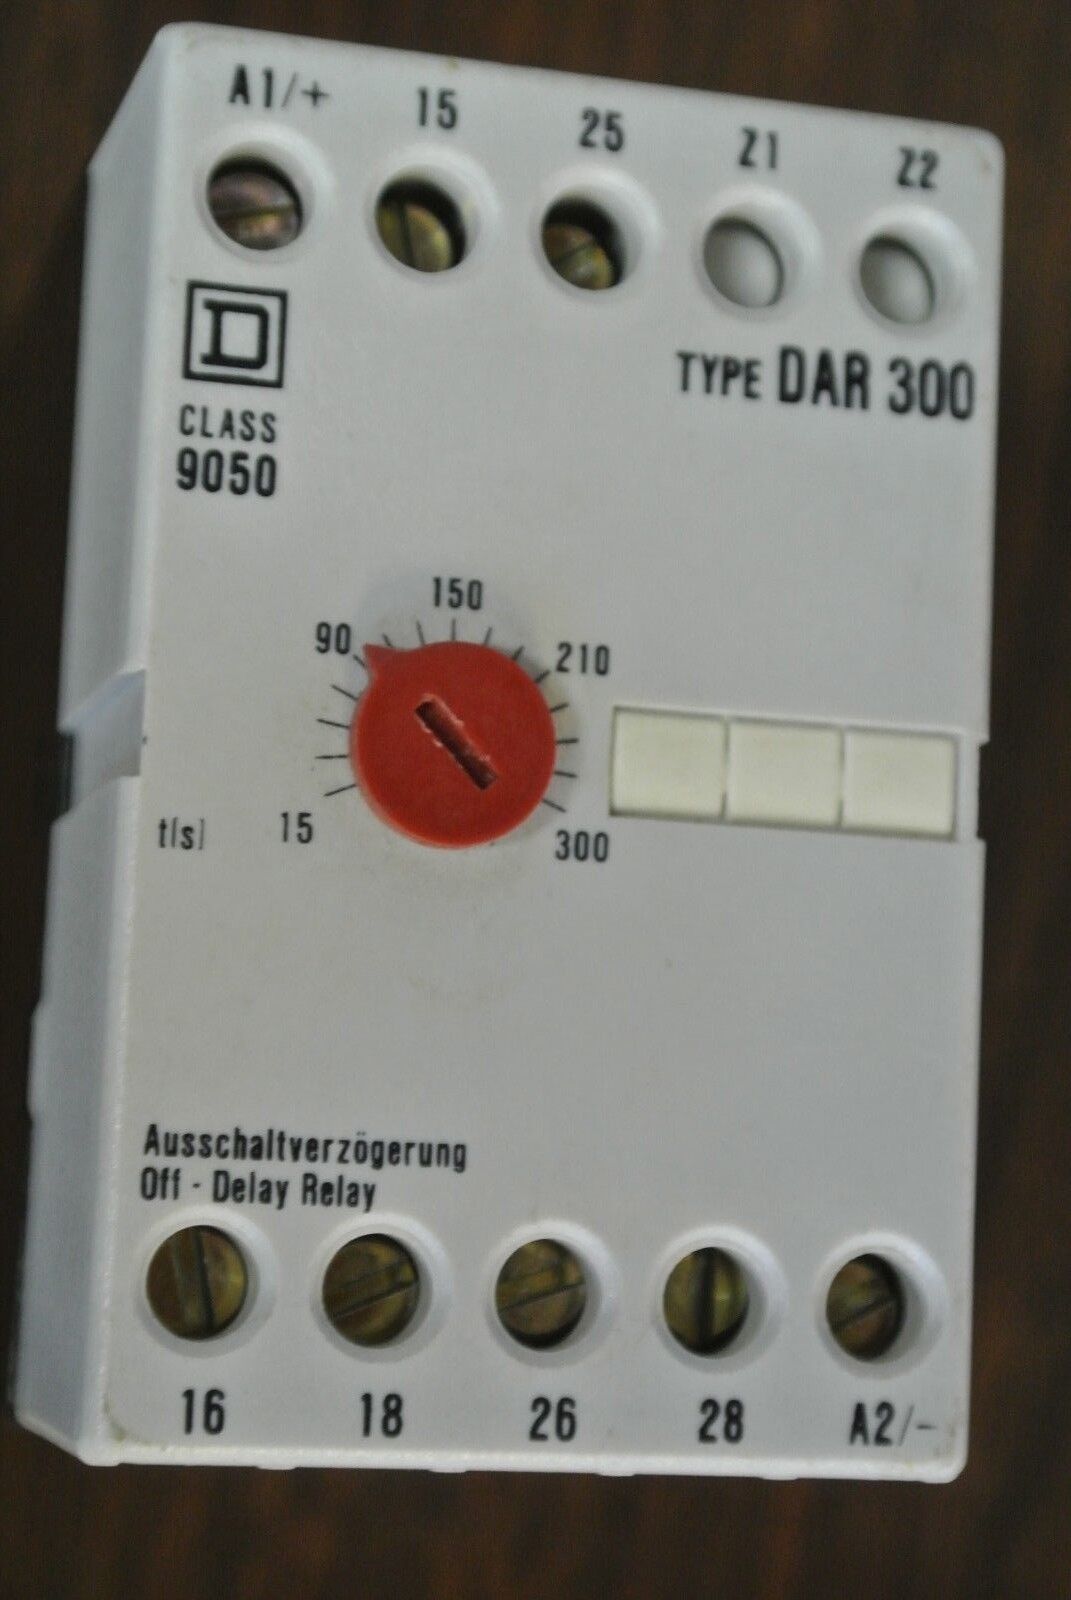 A1/+ 15 25 Z1 Z2
D
TYPE DAR 300
CLASS
9050
150
90 210
t[s] 15 300
Ausschaltverzögerung
Off - Delay Relay
16 18 26 28 A2/-